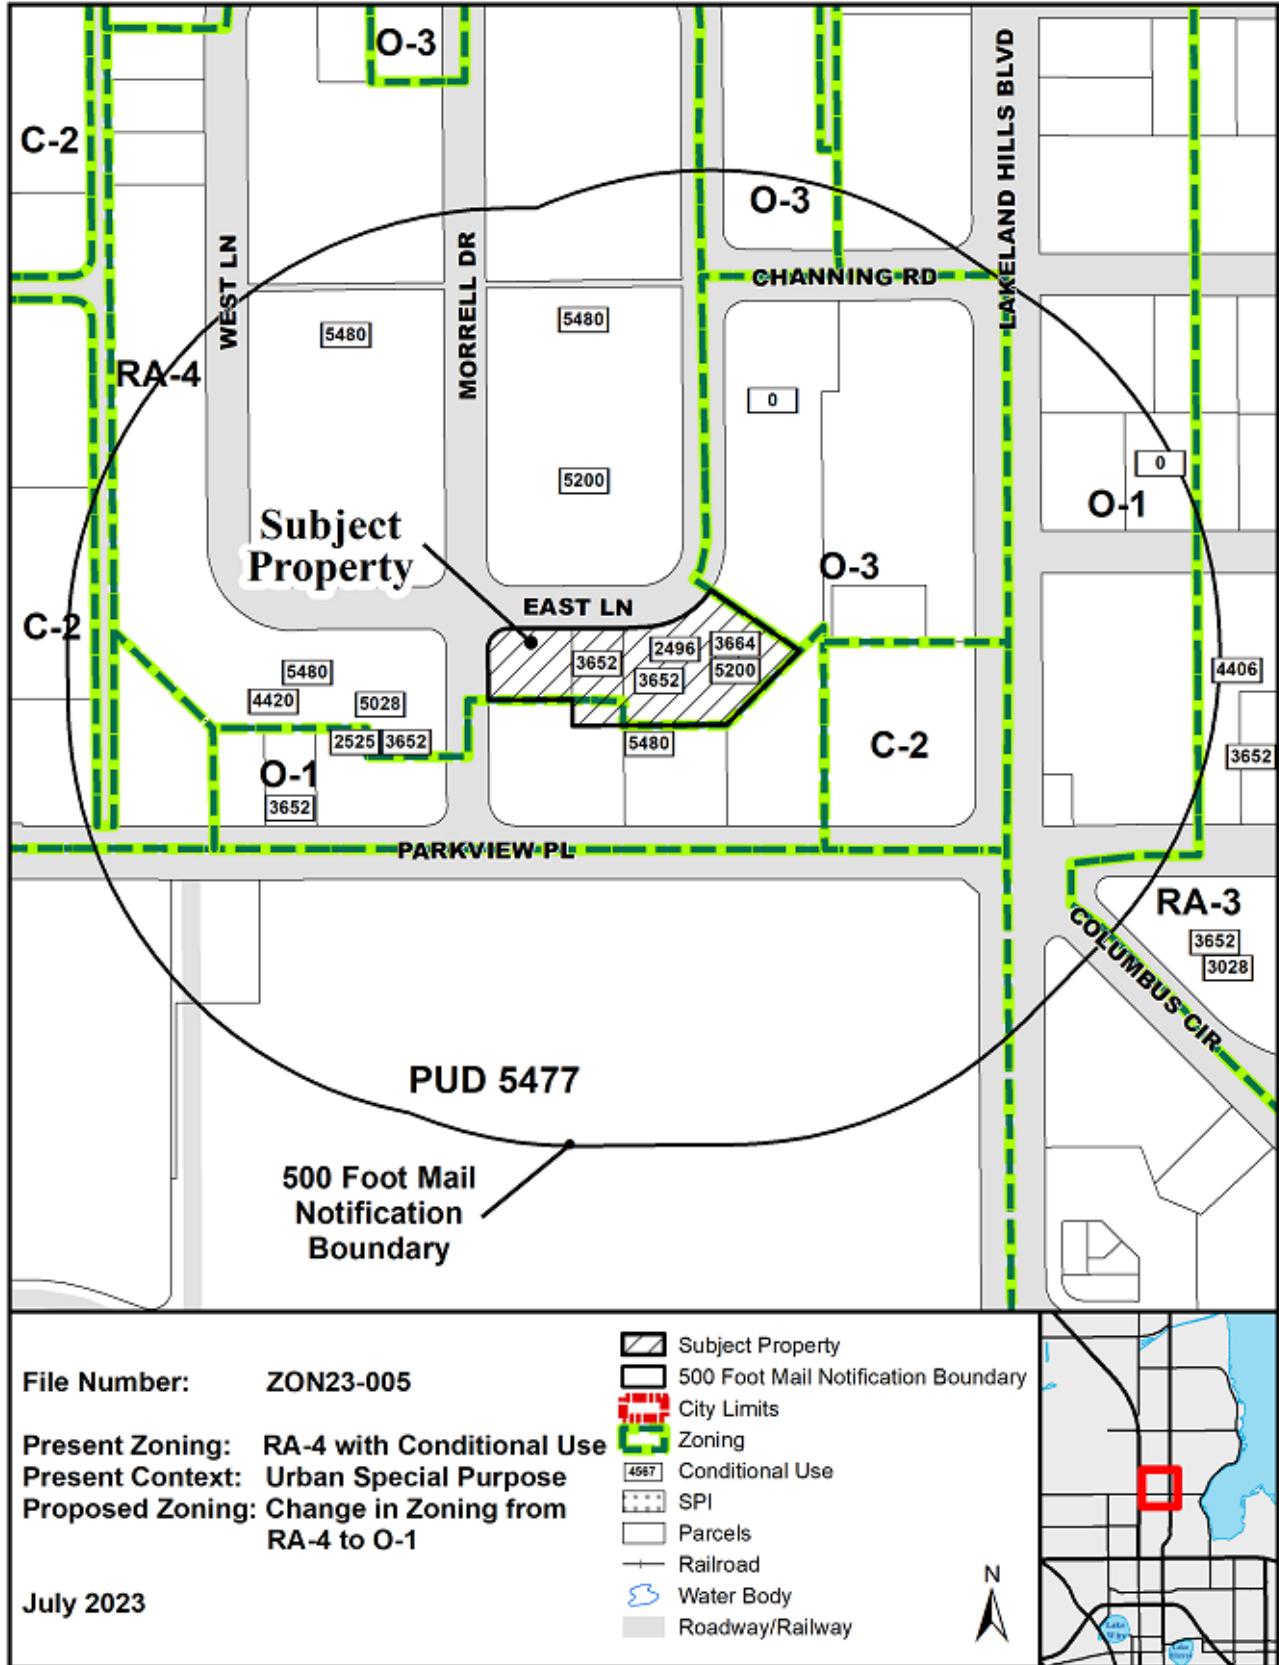 O-3
C-2
O-3
LAKELAND HILLS BLVD
WEST LN
MORRELL DR
CHANNING RD
5480
5480
RA-4
0
5200
0
O-1
Subject
Property
O-3
EAST LN
C-2
2496
3664
3652
3652
5200
4406
5480
4420
5028
2525
3652
5480
C-2
3652
O-1
3652
PARKVIEW PL
RA-3
3652
3028
COLUMBUS CIR
PUD 5477
500 Foot Mail
Notification
Boundary
File Number: ZON23-005
Present Zoning: RA-4 with Conditional Use
Present Context: Urban Special Purpose
Proposed Zoning: Change in Zoning from
RA-4 to O-1
July 2023
Subject Property
500 Foot Mail Notification Boundary
City Limits
Zoning
4567 Conditional Use
SPI
Parcels
Railroad
Water Body
Roadway/Railway
N
Lake
Wire
Lake